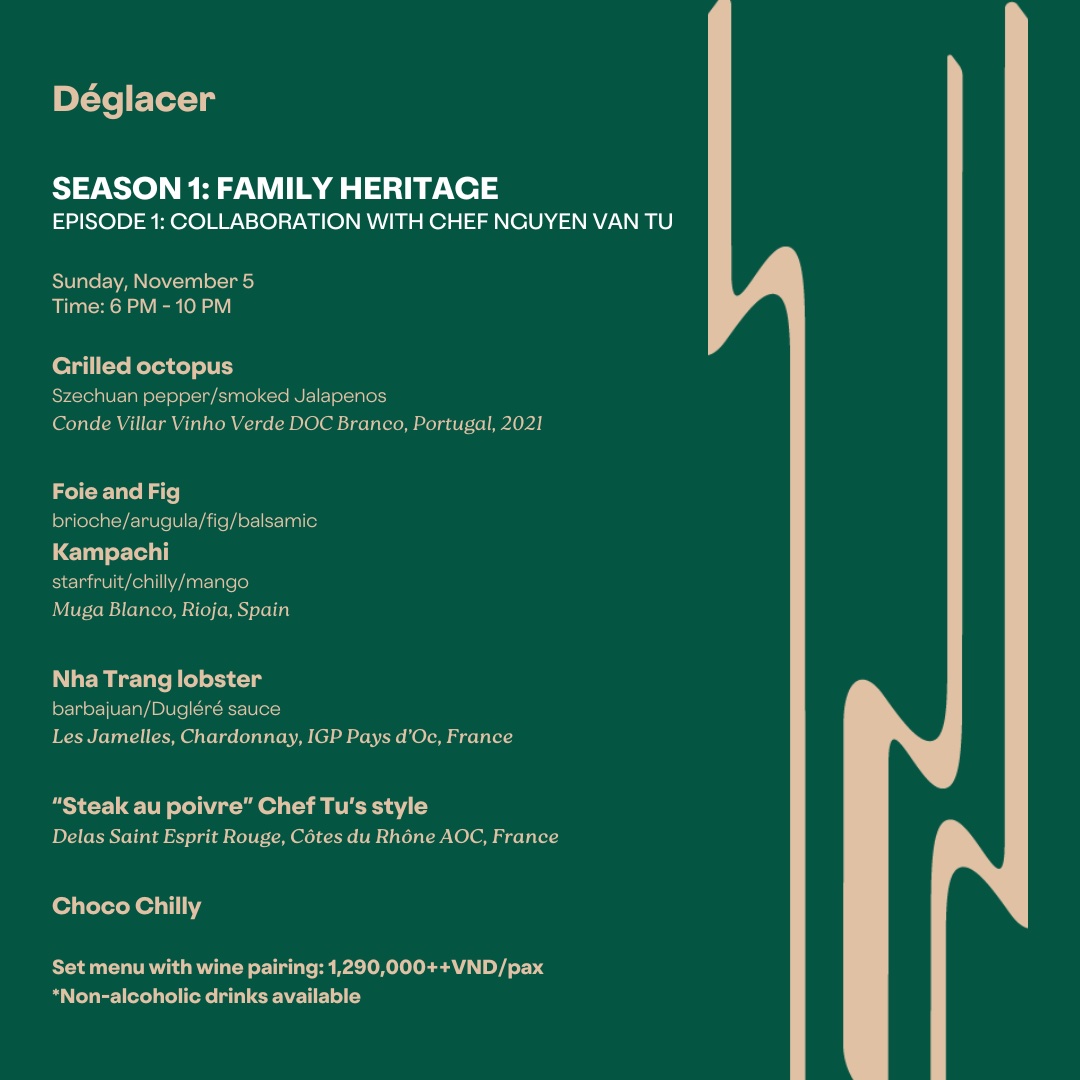 Déglacer
SEASON 1: FAMILY HERITAGE
EPISODE 1: COLLABORATION WITH CHEF NGUYEN VAN TU
Sunday, November 5
Time: 6 PM - 10 PM
Grilled octopus
Szechuan pepper/smoked Jalapenos
Conde Villar Vinho Verde DOC Branco, Portugal, 2021
Foie and Fig
brioche/arugula/fig/balsamic
Kampachi
starfruit/chilly/mango
Muga Blanco, Rioja, Spain
Nha Trang lobster
barbajuan/Dugléré sauce
Les Jamelles, Chardonnay, IGP Pays d'Oc, France
“Steak au poivre” Chef Tu’s style
Delas Saint Esprit Rouge, Côtes du Rhône AOC, France
Choco Chilly
Set menu with wine pairing: 1,290,000++VND/pax
*Non-alcoholic drinks available